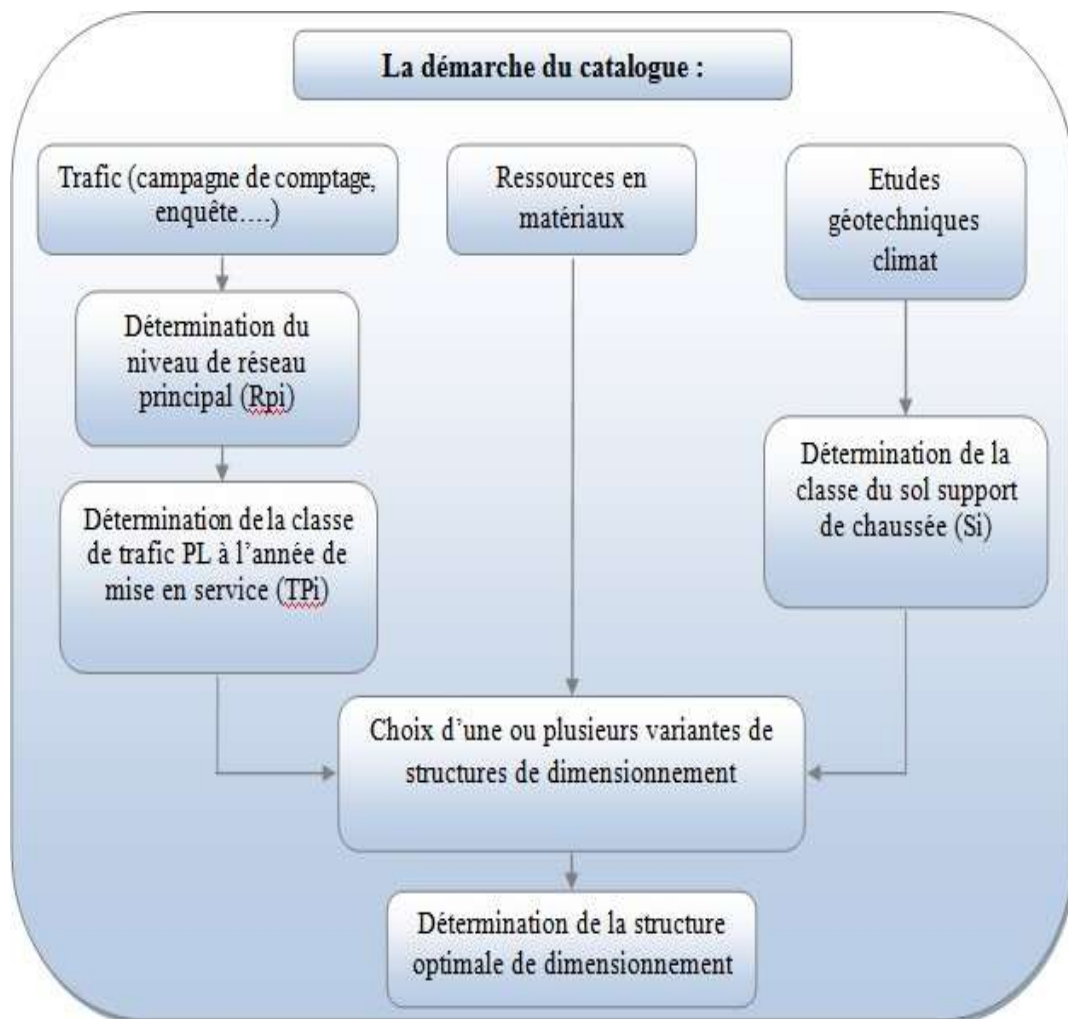 La démarche du catalogue :
Trafic (campagne de comptage,
enquête....)
Ressources en
matériaux
Etudes
géotechniques
climat
Détermination du
niveau de réseau
principal (Rpi)
Détermination de la classe
de trafic PL à l'année de
mise en service (TPi)
Détermination de la
classe du sol support
de chaussée (Si)
Choix d'une ou plusieurs variantes de
structures de dimensionnement
Détermination de la structure
optimale de dimensionnement